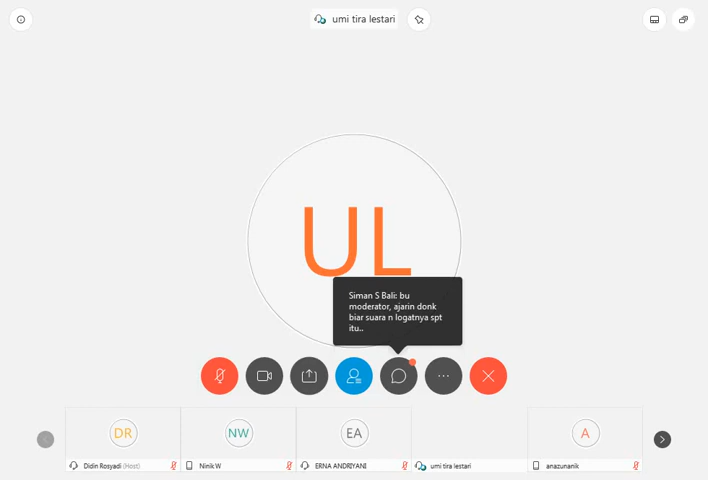 umi tira lestari
UL
Siman S Bali: bu
moderator, ajarin donk
biar suara n logatnya spt
itu..
DR
NW
EA
A
Didin Rosyadi (Host)
Ninik W
ERNA ANDRIYANI
umi tira lestari
anazunanik